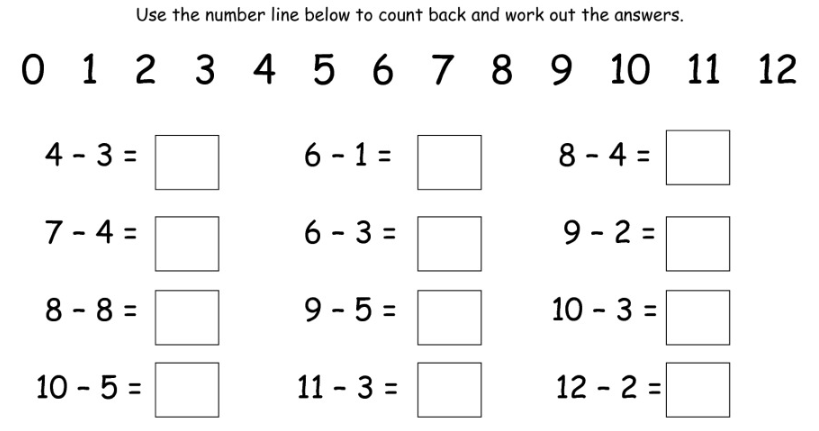 Use the number line below to count back and work out the answers.
0 1 2 3 4 5 6 7 8 9 10 11 12
4 - 3 = 6 - 1 = 8 - 4 =
7 - 4 = 6 - 3 = 9 - 2 =
8 - 8 = 9 - 5 = 10 - 3 =
10 - 5 = 11 - 3 = 12 - 2 =